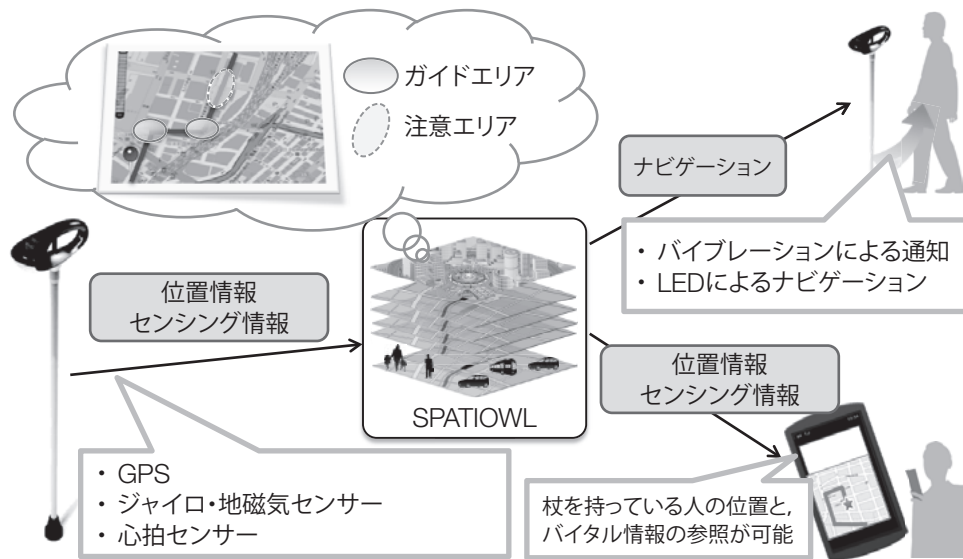 ガイドエリア
注意エリア
ナビゲーション
・ バイブレーションによる通知
・ LEDによるナビゲーション
位置情報
センシング情報
SPATIOWL
位置情報
センシング情報
・ GPS
・ ジャイロ・地磁気センサー
・ 心拍センサー
杖を持っている人の位置と,
バイタル情報の参照が可能